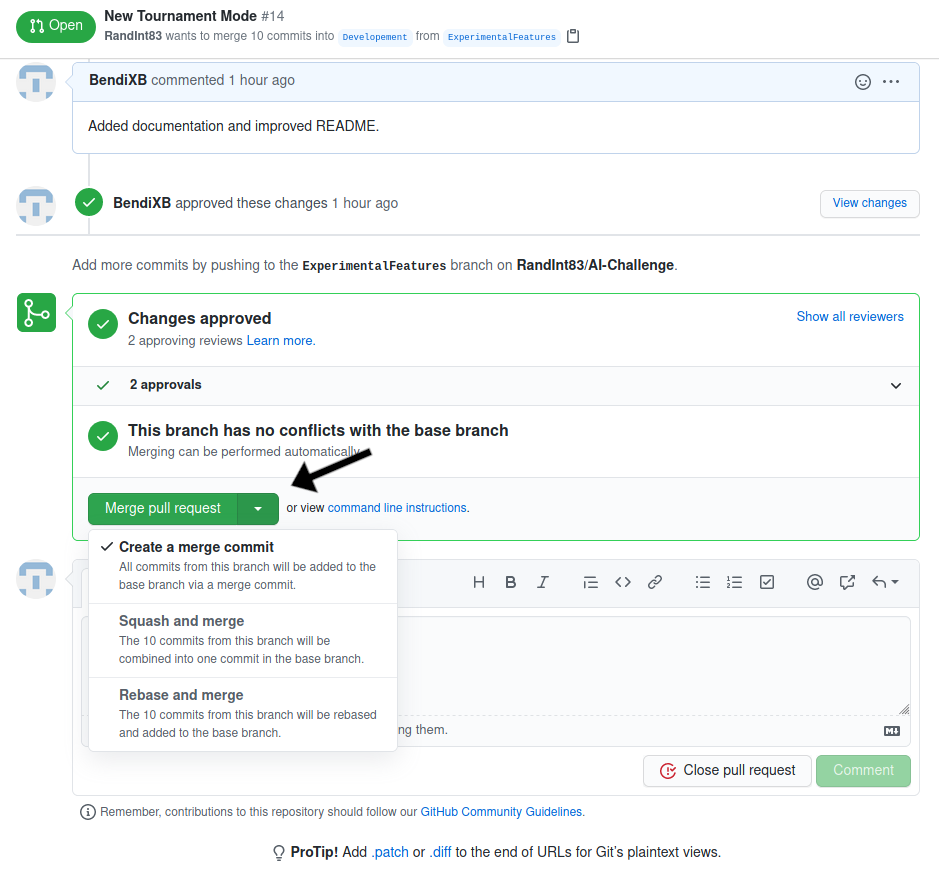 Open
New Tournament Mode #14
RandInt83 wants to merge 10 commits into Developement from ExperimentalFeatures
BendiXB commented 1 hour ago
Added documentation and improved README.
BendiXB approved these changes 1 hour ago
View changes
Add more commits by pushing to the ExperimentalFeatures branch on RandInt83/AI-Challenge.
Changes approved
Show all reviewers
2 approving reviews Learn more.
2 approvals
This branch has no conflicts with the base branch
Merging can be performed automatically.
Merge pull request
or view command line instructions.
Create a merge commit
All commits from this branch will be added to the
base branch via a merge commit.
Squash and merge
The 10 commits from this branch will be
combined into one commit in the base branch.
Rebase and merge
The 10 commits from this branch will be rebased
and added to the base branch.
H B I
ng them.
Close pull request
Comment
Remember, contributions to this repository should follow our GitHub Community Guidelines.
ProTip! Add .patch or .diff to the end of URLs for Git's plaintext views.